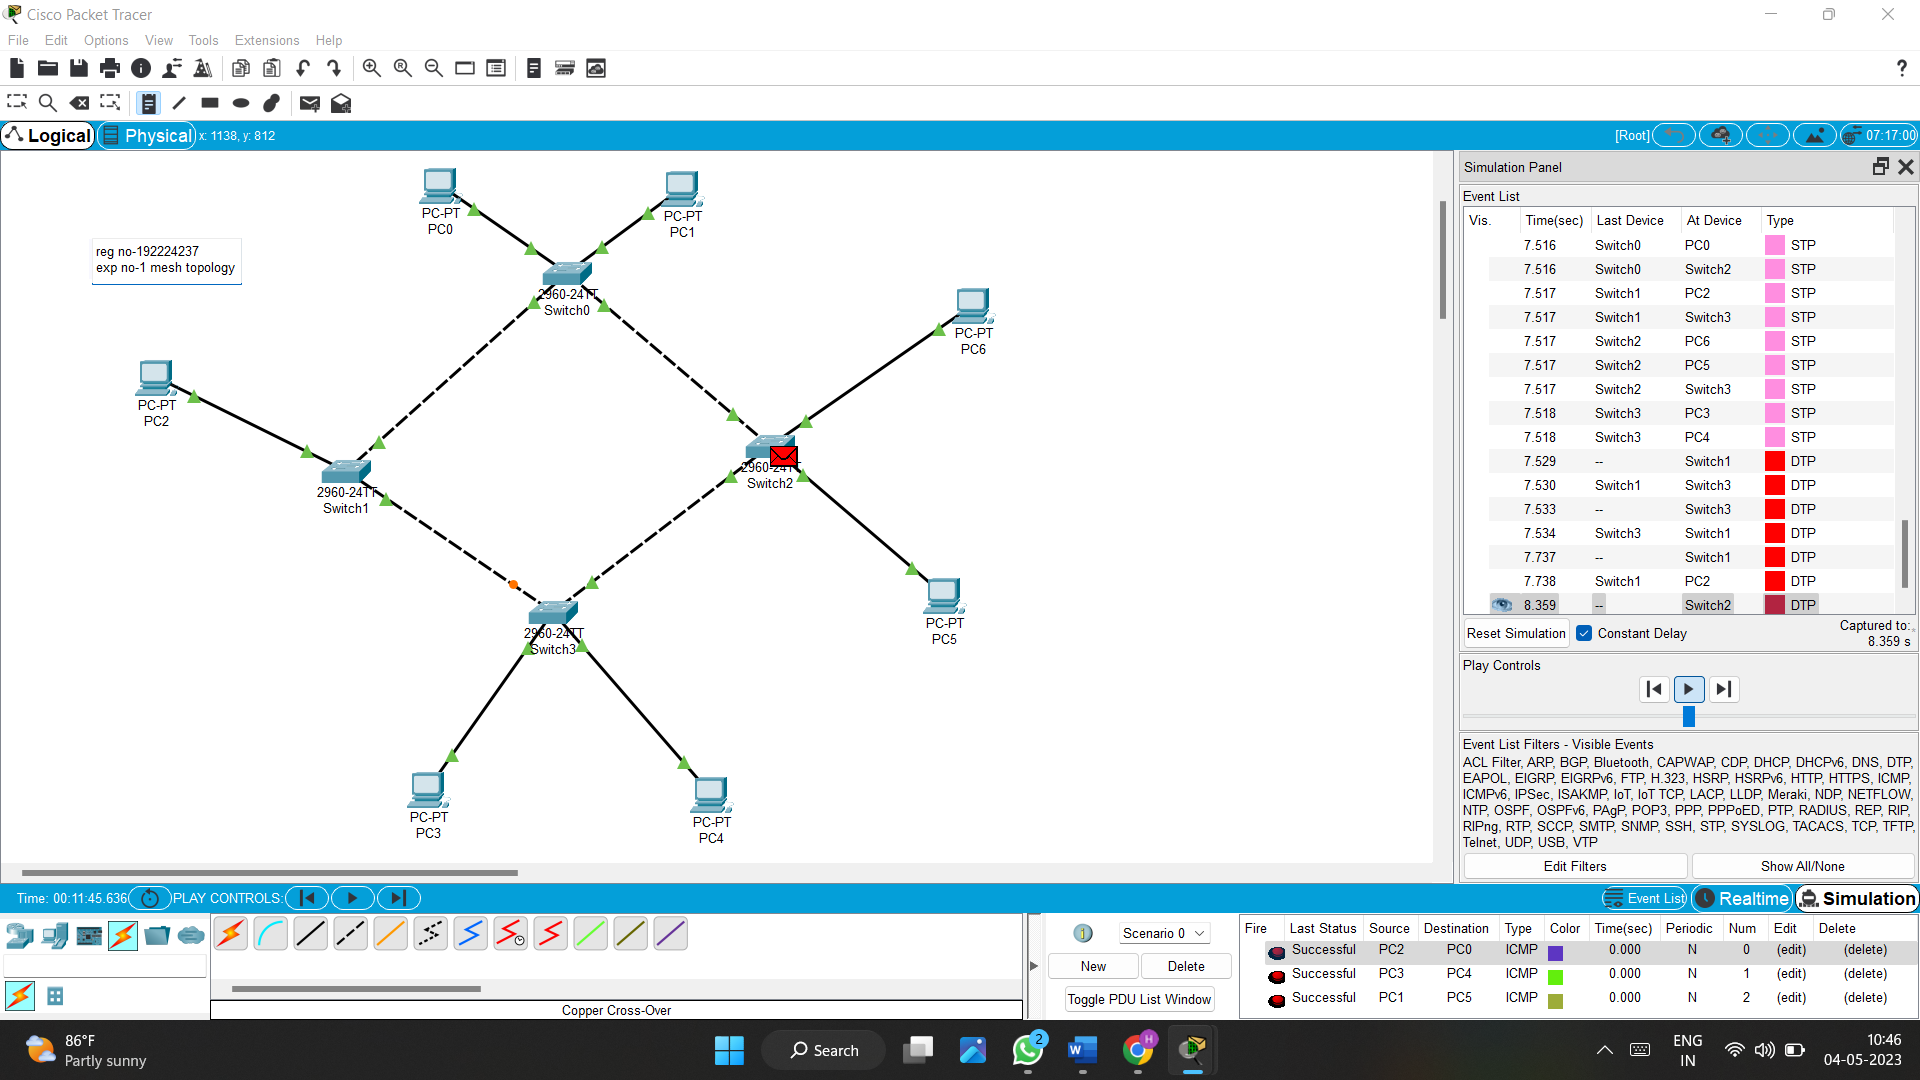 Cisco Packet Tracer
File Edit Options View Tools Extensions Help
?
Logical Physical x: 1138, y: 812 [Root] 07:17:00
reg no-192224237
exp no-1 mesh topology
PC-PT
PC0
PC-PT
PC1
2960-24TT
Switch0
PC-PT
PC6
PC-PT
PC2
2960-24TT
Switch1
2960-24TT
Switch2
PC-PT
PC5
2960-24TT
Switch3
PC-PT
PC3
PC-PT
PC4
Simulation Panel
Event List
Vis. Time(sec) Last Device At Device Type
7.516 Switch0 PC0 STP
7.516 Switch0 Switch2 STP
7.517 Switch1 PC2 STP
7.517 Switch1 Switch3 STP
7.517 Switch2 PC6 STP
7.517 Switch2 PC5 STP
7.517 Switch2 Switch3 STP
7.518 Switch3 PC3 STP
7.518 Switch3 PC4 STP
7.529 -- Switch1 DTP
7.530 Switch1 Switch3 DTP
7.533 -- Switch3 DTP
7.534 Switch3 Switch1 DTP
7.737 -- Switch1 DTP
7.738 Switch1 PC2 DTP
8.359 -- Switch2 DTP
Reset Simulation Constant Delay Captured to:
8.359 s
Play Controls
Event List Filters - Visible Events
ACL Filter, ARP, BGP, Bluetooth, CAPWAP, CDP, DHCP, DHCPv6, DNS, DTP,
EAPOL, EIGRP, EIGRPv6, FTP, H.323, HSRP, HSRPv6, HTTP, HTTPS, ICMP,
ICMPv6, IPSec, ISAKMP, IoT, IoT TCP, LACP, LLDP, Meraki, NDP, NETFLOW,
NTP, OSPF, OSPFv6, PAgP, POP3, PPP, PPPoED, PTP, RADIUS, REP, RIP,
RIPng, RTP, SCCP, SMTP, SNMP, SSH, STP, SYSLOG, TACACS, TCP, TFTP,
Telnet, UDP, USB, VTP
Edit Filters Show All/None
Time: 00:11:45.636 PLAY CONTROLS: Event List Realtime Simulation
Copper Cross-Over
Scenario 0
New Delete
Toggle PDU List Window
Fire Last Status Source Destination Type Color Time(sec) Periodic Num Edit Delete
Successful PC2 PC0 ICMP 0.000 N 0 (edit) (delete)
Successful PC3 PC4 ICMP 0.000 N 1 (edit) (delete)
Successful PC1 PC5 ICMP 0.000 N 2 (edit) (delete)
86°F
Partly sunny
Search
2
W
H
ENG
IN
10:46
04-05-2023